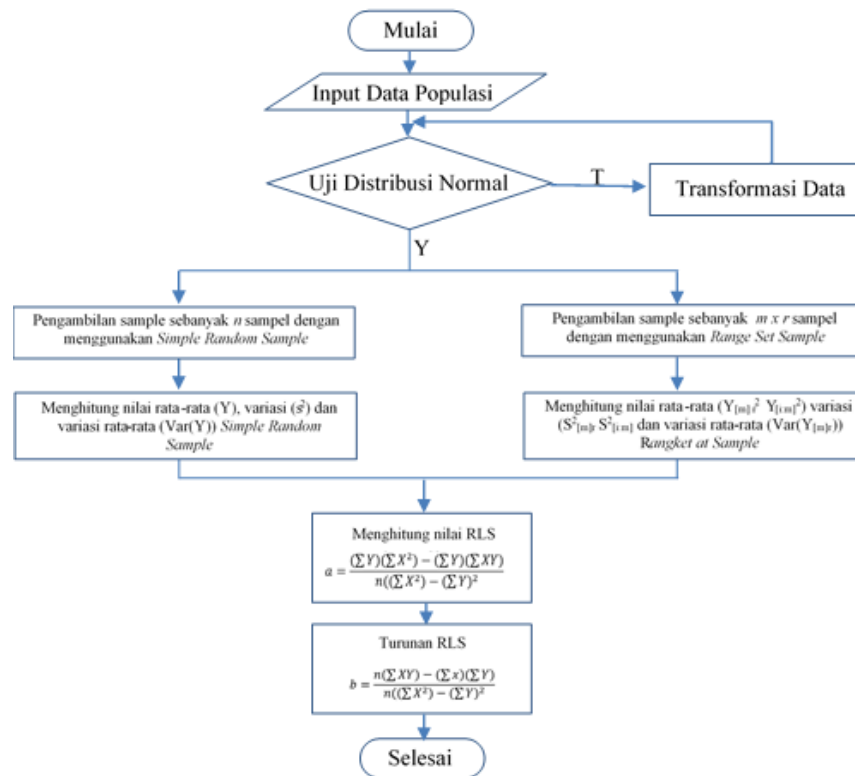 Mulai
Input Data Populasi
Uji Distribusi Normal
T
Transformasi Data
Y
Pengambilan sample sebanyak n sampel dengan
menggunakan Simple Random Sample
Pengambilan sample sebanyak m x r sampel
dengan menggunakan Range Set Sample
Menghitung nilai rata-rata (Y), variasi (s²) dan
variasi rata-rata (Var(Y)) Simple Random
Sample
Menghitung nilai rata-rata (Y[m]i² Y[im]²) variasi
(S²[m]i, S²[im] dan variasi rata-rata (Var(Y[m]i))
Rangket at Sample
Menghitung nilai RLS
a = (∑Y)(∑X²) − (∑Y)(∑XY) / n((∑X²) − (∑Y)²
Turunan RLS
b = n(∑XY) − (∑x)(∑Y) / n((∑X²) − (∑Y)²
Selesai